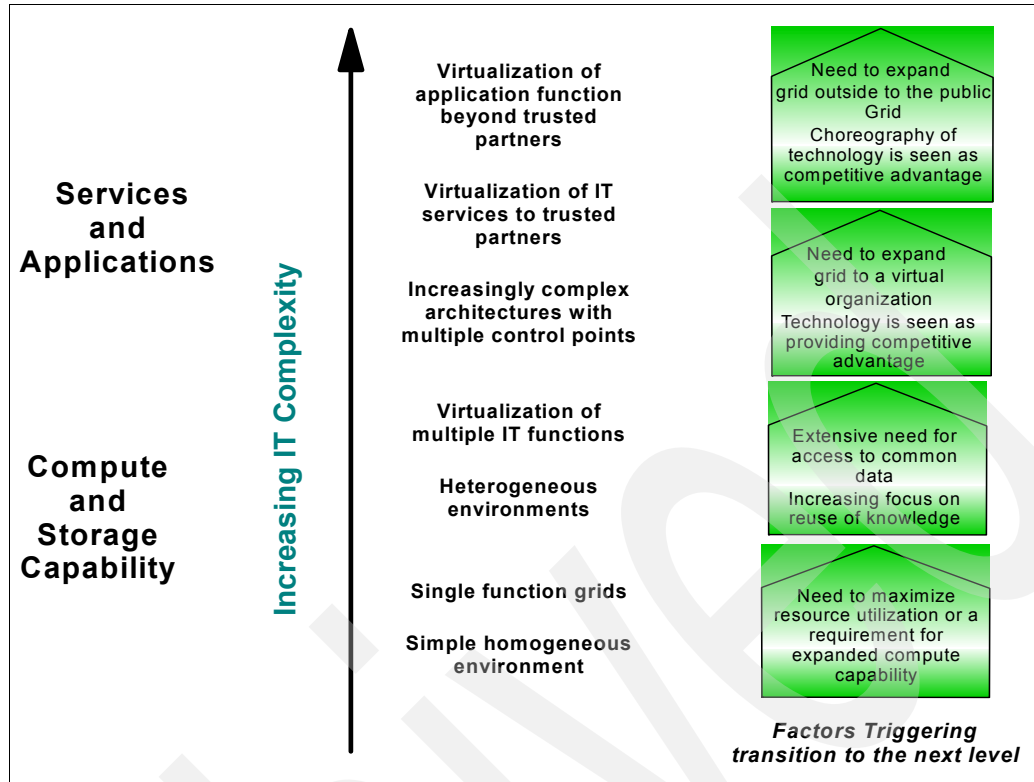 Services
and
Applications
Compute
and
Storage
Capability
Increasing IT Complexity
Virtualization of
application function
beyond trusted
partners
Virtualization of IT
services to trusted
partners
Increasingly complex
architectures with
multiple control points
Virtualization of
multiple IT functions
Heterogeneous
environments
Single function grids
Simple homogeneous
environment
Need to expand
grid outside to the public
Grid
Choreography of
technology is seen as
competitive advantage
Need to expand
grid to a virtual
organization
Technology is seen as
providing competitive
advantage
Extensive need for
access to common
data
Increasing focus on
reuse of knowledge
Need to maximize
resource utilization or a
requirement for
expanded compute
capability
Factors Triggering
transition to the next level